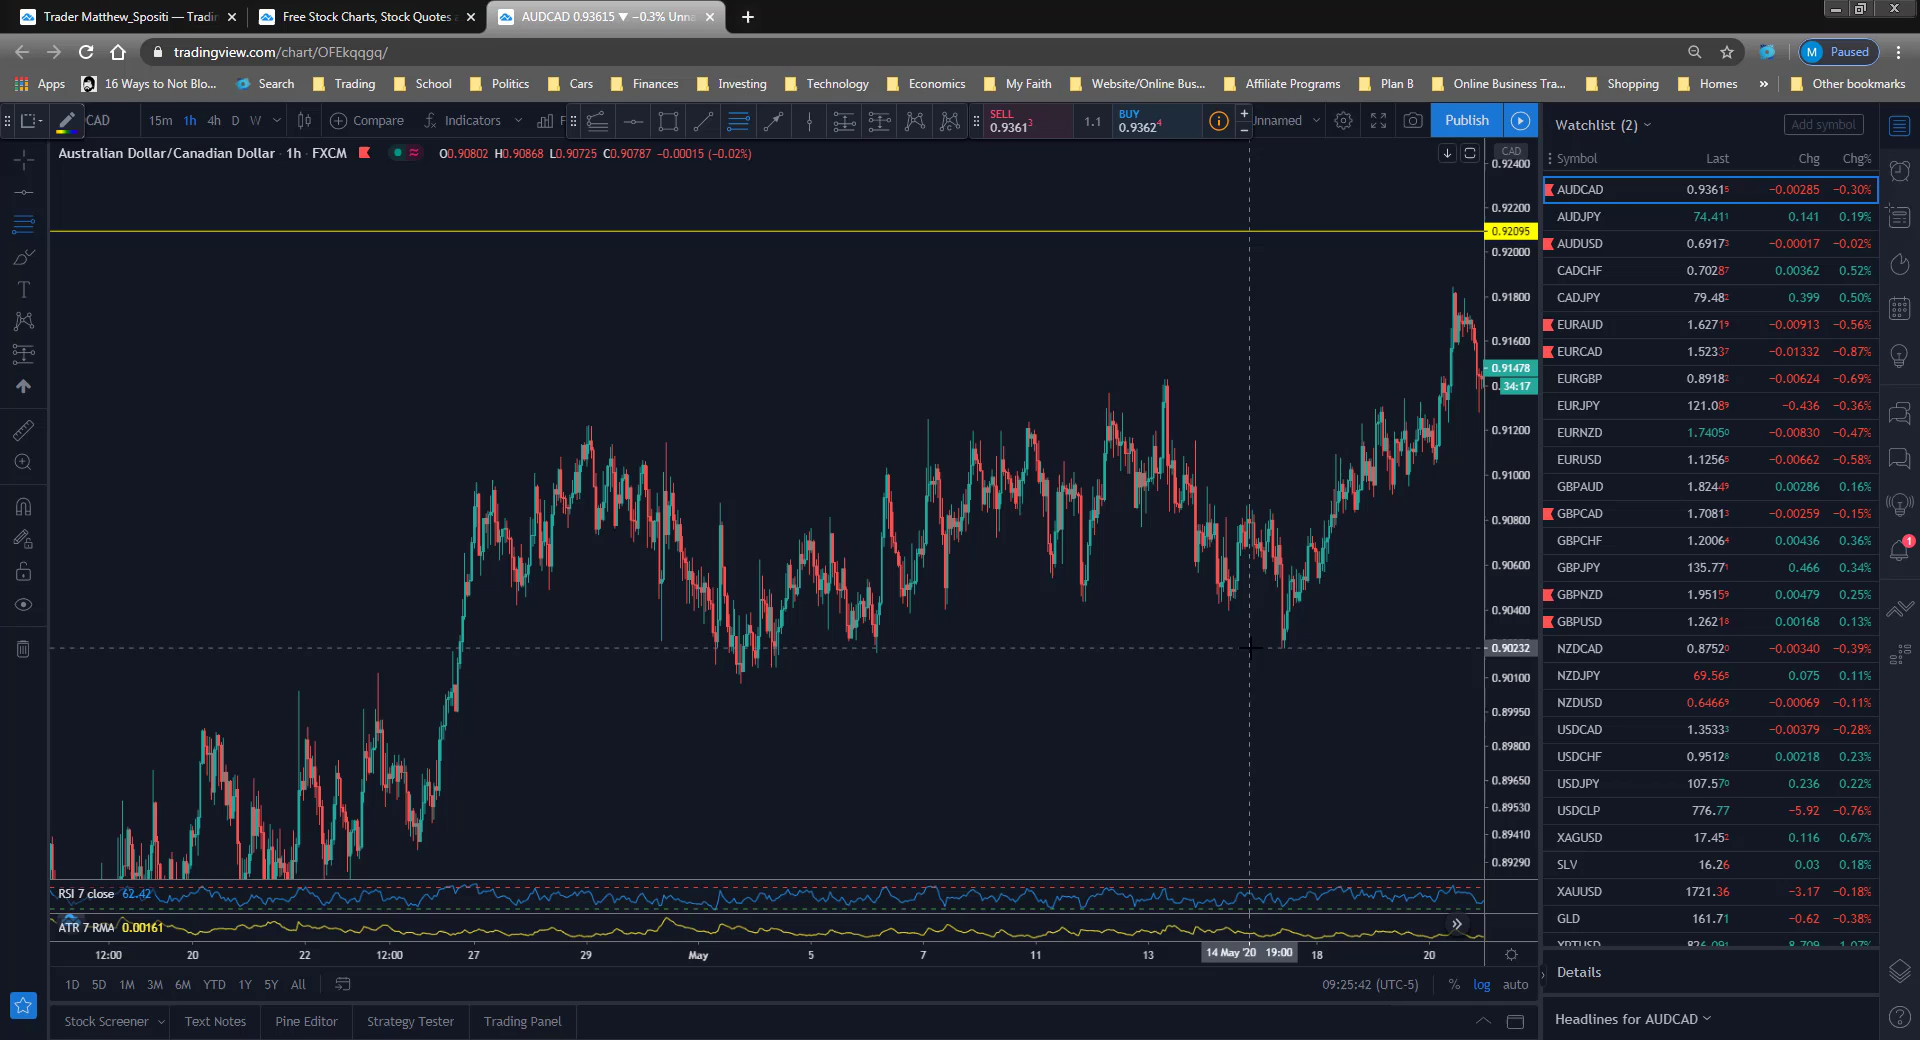 Trader Matthew_Spositi — Tradin
Free Stock Charts, Stock Quotes a
AUDCAD 0.93615 ▼ −0.3% Unna
tradingview.com/chart/OFEkqqgq/
M Paused
Apps
16 Ways to Not Blo...
Search
Trading
School
Politics
Cars
Finances
Investing
Technology
Economics
My Faith
Website/Online Bus...
Affiliate Programs
Plan B
Online Business Tra...
Shopping
Homes
»
Other bookmarks
CAD
15m 1h 4h D W
Compare
Indicators
F
SELL
0.93613
1.1
BUY
0.93624
Unnamed
Publish
Australian Dollar/Canadian Dollar · 1h · FXCM
O0.90802 H0.90868 L0.90725 C0.90787 −0.00015 (−0.02%)
CAD
0.92400
0.92200
0.92095
0.92000
0.91800
0.91600
0.91478
34:17
0.91200
0.91000
0.90800
0.90600
0.90400
0.90232
0.90100
0.89950
0.89800
0.89650
0.89530
0.89410
0.89290
RSI 7 close 62.42
ATR 7 RMA 0.00161
12:00 20 22 12:00 27 29 May 5 7 11 13 14 May '20 19:00 18 20
1D 5D 1M 3M 6M YTD 1Y 5Y All
09:25:42 (UTC-5) % log auto
Stock Screener
Text Notes
Pine Editor
Strategy Tester
Trading Panel
Watchlist (2)
Add symbol
Symbol Last Chg Chg%
AUDCAD 0.93615 −0.00285 −0.30%
AUDJPY 74.411 0.141 0.19%
AUDUSD 0.69173 −0.00017 −0.02%
CADCHF 0.70287 0.00362 0.52%
CADJPY 79.482 0.399 0.50%
EURAUD 1.62719 −0.00913 −0.56%
EURCAD 1.52337 −0.01332 −0.87%
EURGBP 0.89182 −0.00624 −0.69%
EURJPY 121.089 −0.436 −0.36%
EURNZD 1.74050 −0.00830 −0.47%
EURUSD 1.12565 −0.00662 −0.58%
GBPAUD 1.82449 0.00286 0.16%
GBPCAD 1.70813 −0.00259 −0.15%
GBPCHF 1.20064 0.00436 0.36%
GBPJPY 135.771 0.466 0.34%
GBPNZD 1.95159 0.00479 0.25%
GBPUSD 1.26218 0.00168 0.13%
NZDCAD 0.87520 −0.00340 −0.39%
NZDJPY 69.565 0.075 0.11%
NZDUSD 0.64669 −0.00069 −0.11%
USDCAD 1.35333 −0.00379 −0.28%
USDCHF 0.95126 0.00218 0.23%
USDJPY 107.570 0.236 0.22%
USDCLP 776.77 −5.92 −0.76%
XAGUSD 17.452 0.116 0.67%
SLV 16.26 0.03 0.18%
XAUUSD 1721.36 −3.17 −0.18%
GLD 161.71 −0.62 −0.38%
XPTUSD 826.091 8.709 1.07%
Details
Headlines for AUDCAD
1